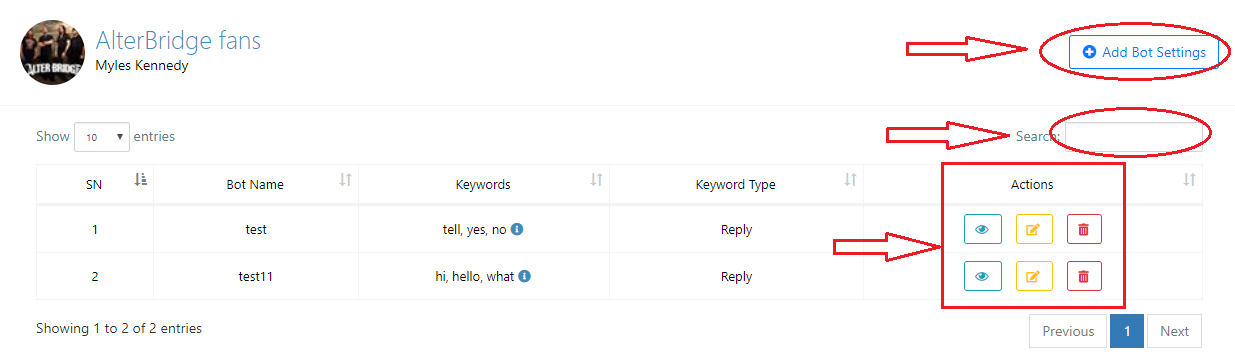 AlterBridge fans
Myles Kennedy
ALTER BRIDGE
Add Bot Settings
Show 10 entries
Search:
SN Bot Name Keywords Keyword Type Actions
1 test tell, yes, no Reply
2 test11 hi, hello, what Reply
Showing 1 to 2 of 2 entries
Previous 1 Next